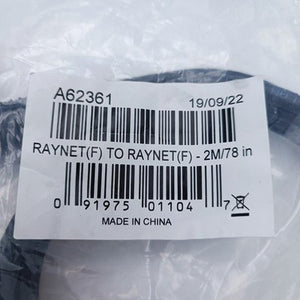 A62361 19/09/22
RAYNET(F) TO RAYNET(F) - 2M/78 in
0 91975 01104 7
MADE IN CHINA